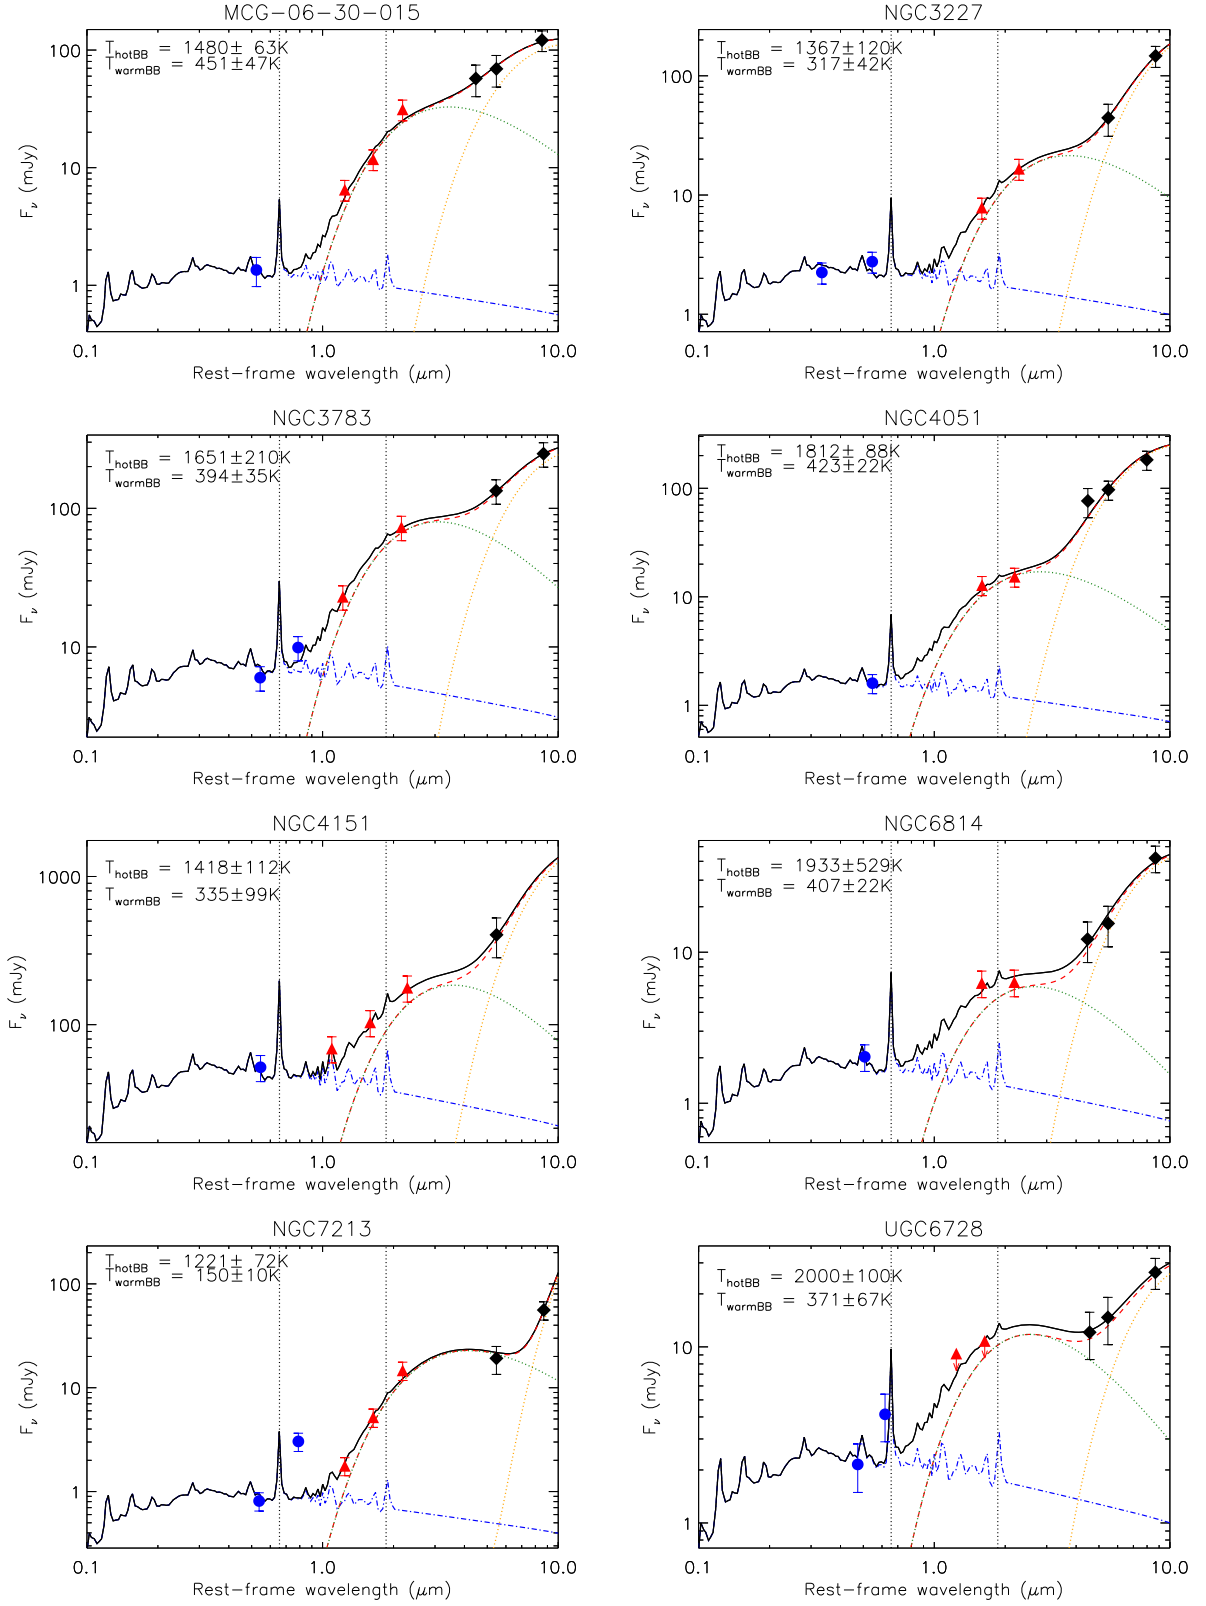 MCG−06−30−015
T_hotBB = 1480± 63K
T_warmBB = 451±47K
100
10
1
F_ν (mJy)
0.1 1.0 10.0
Rest−frame wavelength (μm)
NGC3227
T_hotBB = 1367±120K
T_warmBB = 317±42K
100
10
1
F_ν (mJy)
0.1 1.0 10.0
Rest−frame wavelength (μm)
NGC3783
T_hotBB = 1651±210K
T_warmBB = 394±35K
100
10
F_ν (mJy)
0.1 1.0 10.0
Rest−frame wavelength (μm)
NGC4051
T_hotBB = 1812± 88K
T_warmBB = 423±22K
100
10
1
F_ν (mJy)
0.1 1.0 10.0
Rest−frame wavelength (μm)
NGC4151
T_hotBB = 1418±112K
T_warmBB = 335±99K
1000
100
F_ν (mJy)
0.1 1.0 10.0
Rest−frame wavelength (μm)
NGC6814
T_hotBB = 1933±529K
T_warmBB = 407±22K
10
1
F_ν (mJy)
0.1 1.0 10.0
Rest−frame wavelength (μm)
NGC7213
T_hotBB = 1221± 72K
T_warmBB = 150±10K
100
10
1
F_ν (mJy)
0.1 1.0 10.0
Rest−frame wavelength (μm)
UGC6728
T_hotBB = 2000±100K
T_warmBB = 371±67K
10
1
F_ν (mJy)
0.1 1.0 10.0
Rest−frame wavelength (μm)